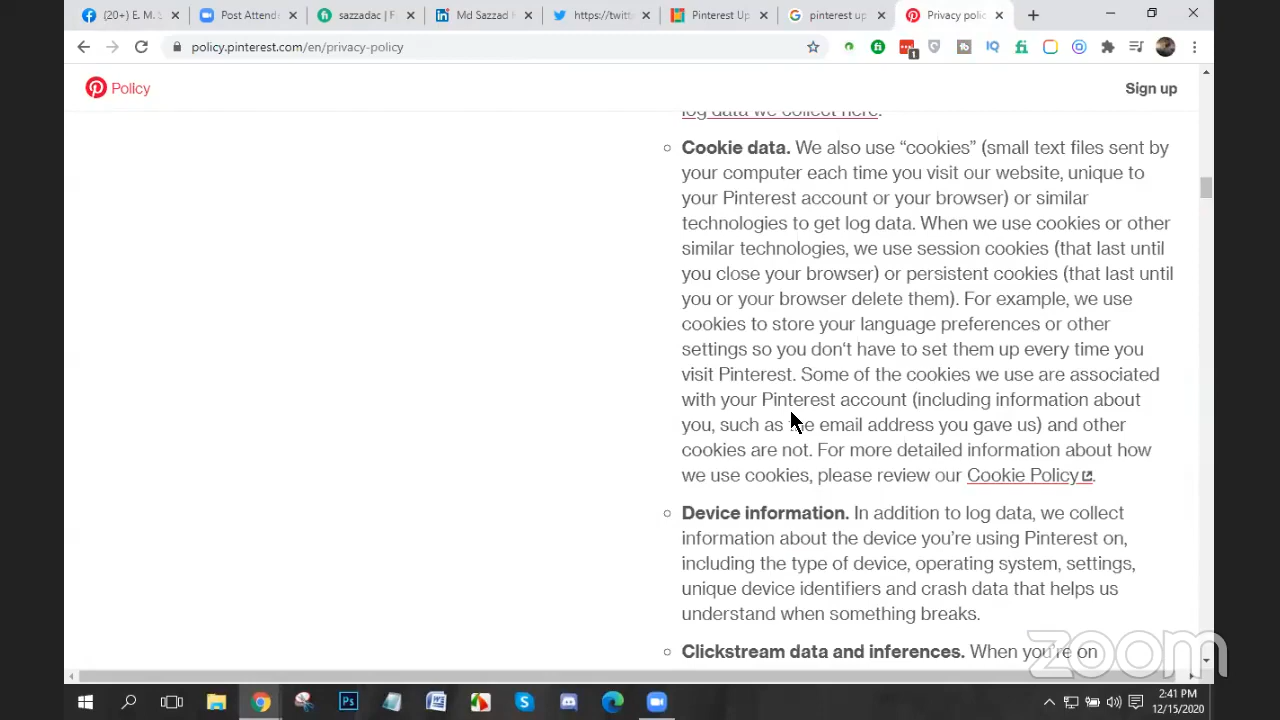 (20+) E. M. S
Post Attend
sazzadac | F
Md Sazzad
https://twitt
Pinterest Up
pinterest up
Privacy polic
policy.pinterest.com/en/privacy-policy
1
Policy
Sign up
log data we collect here.
Cookie data. We also use “cookies” (small text files sent by
your computer each time you visit our website, unique to
your Pinterest account or your browser) or similar
technologies to get log data. When we use cookies or other
similar technologies, we use session cookies (that last until
you close your browser) or persistent cookies (that last until
you or your browser delete them). For example, we use
cookies to store your language preferences or other
settings so you don‘t have to set them up every time you
visit Pinterest. Some of the cookies we use are associated
with your Pinterest account (including information about
you, such as the email address you gave us) and other
cookies are not. For more detailed information about how
we use cookies, please review our Cookie Policy.
Device information. In addition to log data, we collect
information about the device you’re using Pinterest on,
including the type of device, operating system, settings,
unique device identifiers and crash data that helps us
understand when something breaks.
Clickstream data and inferences. When you’re on
zoom
2:41 PM
12/15/2020